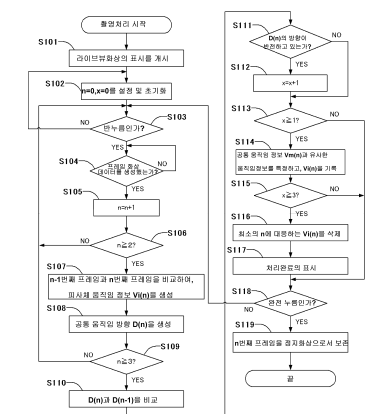 촬영처리 시작
S101
라이브뷰화상의 표시를 개시
S102
n=0,x=0를 설정 및 초기화
S103
반누름인가?
NO
YES
S104
프레임 화상
데이터를 생성했는가?
NO
YES
S105
n=n+1
S106
n≧2?
NO
YES
S107
n-1번째 프레임과 n번째 프레임을 비교하여,
피사체 움직임 정보 Vi(n)을 생성
S108
공통 움직임 방향 D(n)을 생성
S109
n≧3?
NO
YES
S110
D(n)과 D(n-1)를 비교
S111
D(n)의 방향이
반전하고 있는가?
NO
YES
S112
x=x+1
S113
x≧1?
NO
YES
S114
공통 움직임 정보 Vm(n)과 유사한
움직임정보를 특정하고, Vi(n)을 기록
S115
x≧3?
NO
YES
S116
최소의 n에 대응하는 Vi(n)을 삭제
S117
처리완료의 표시
S118
완전 누름인가?
NO
YES
S119
n번째 프레임을 정지화상으로서 보존
끝